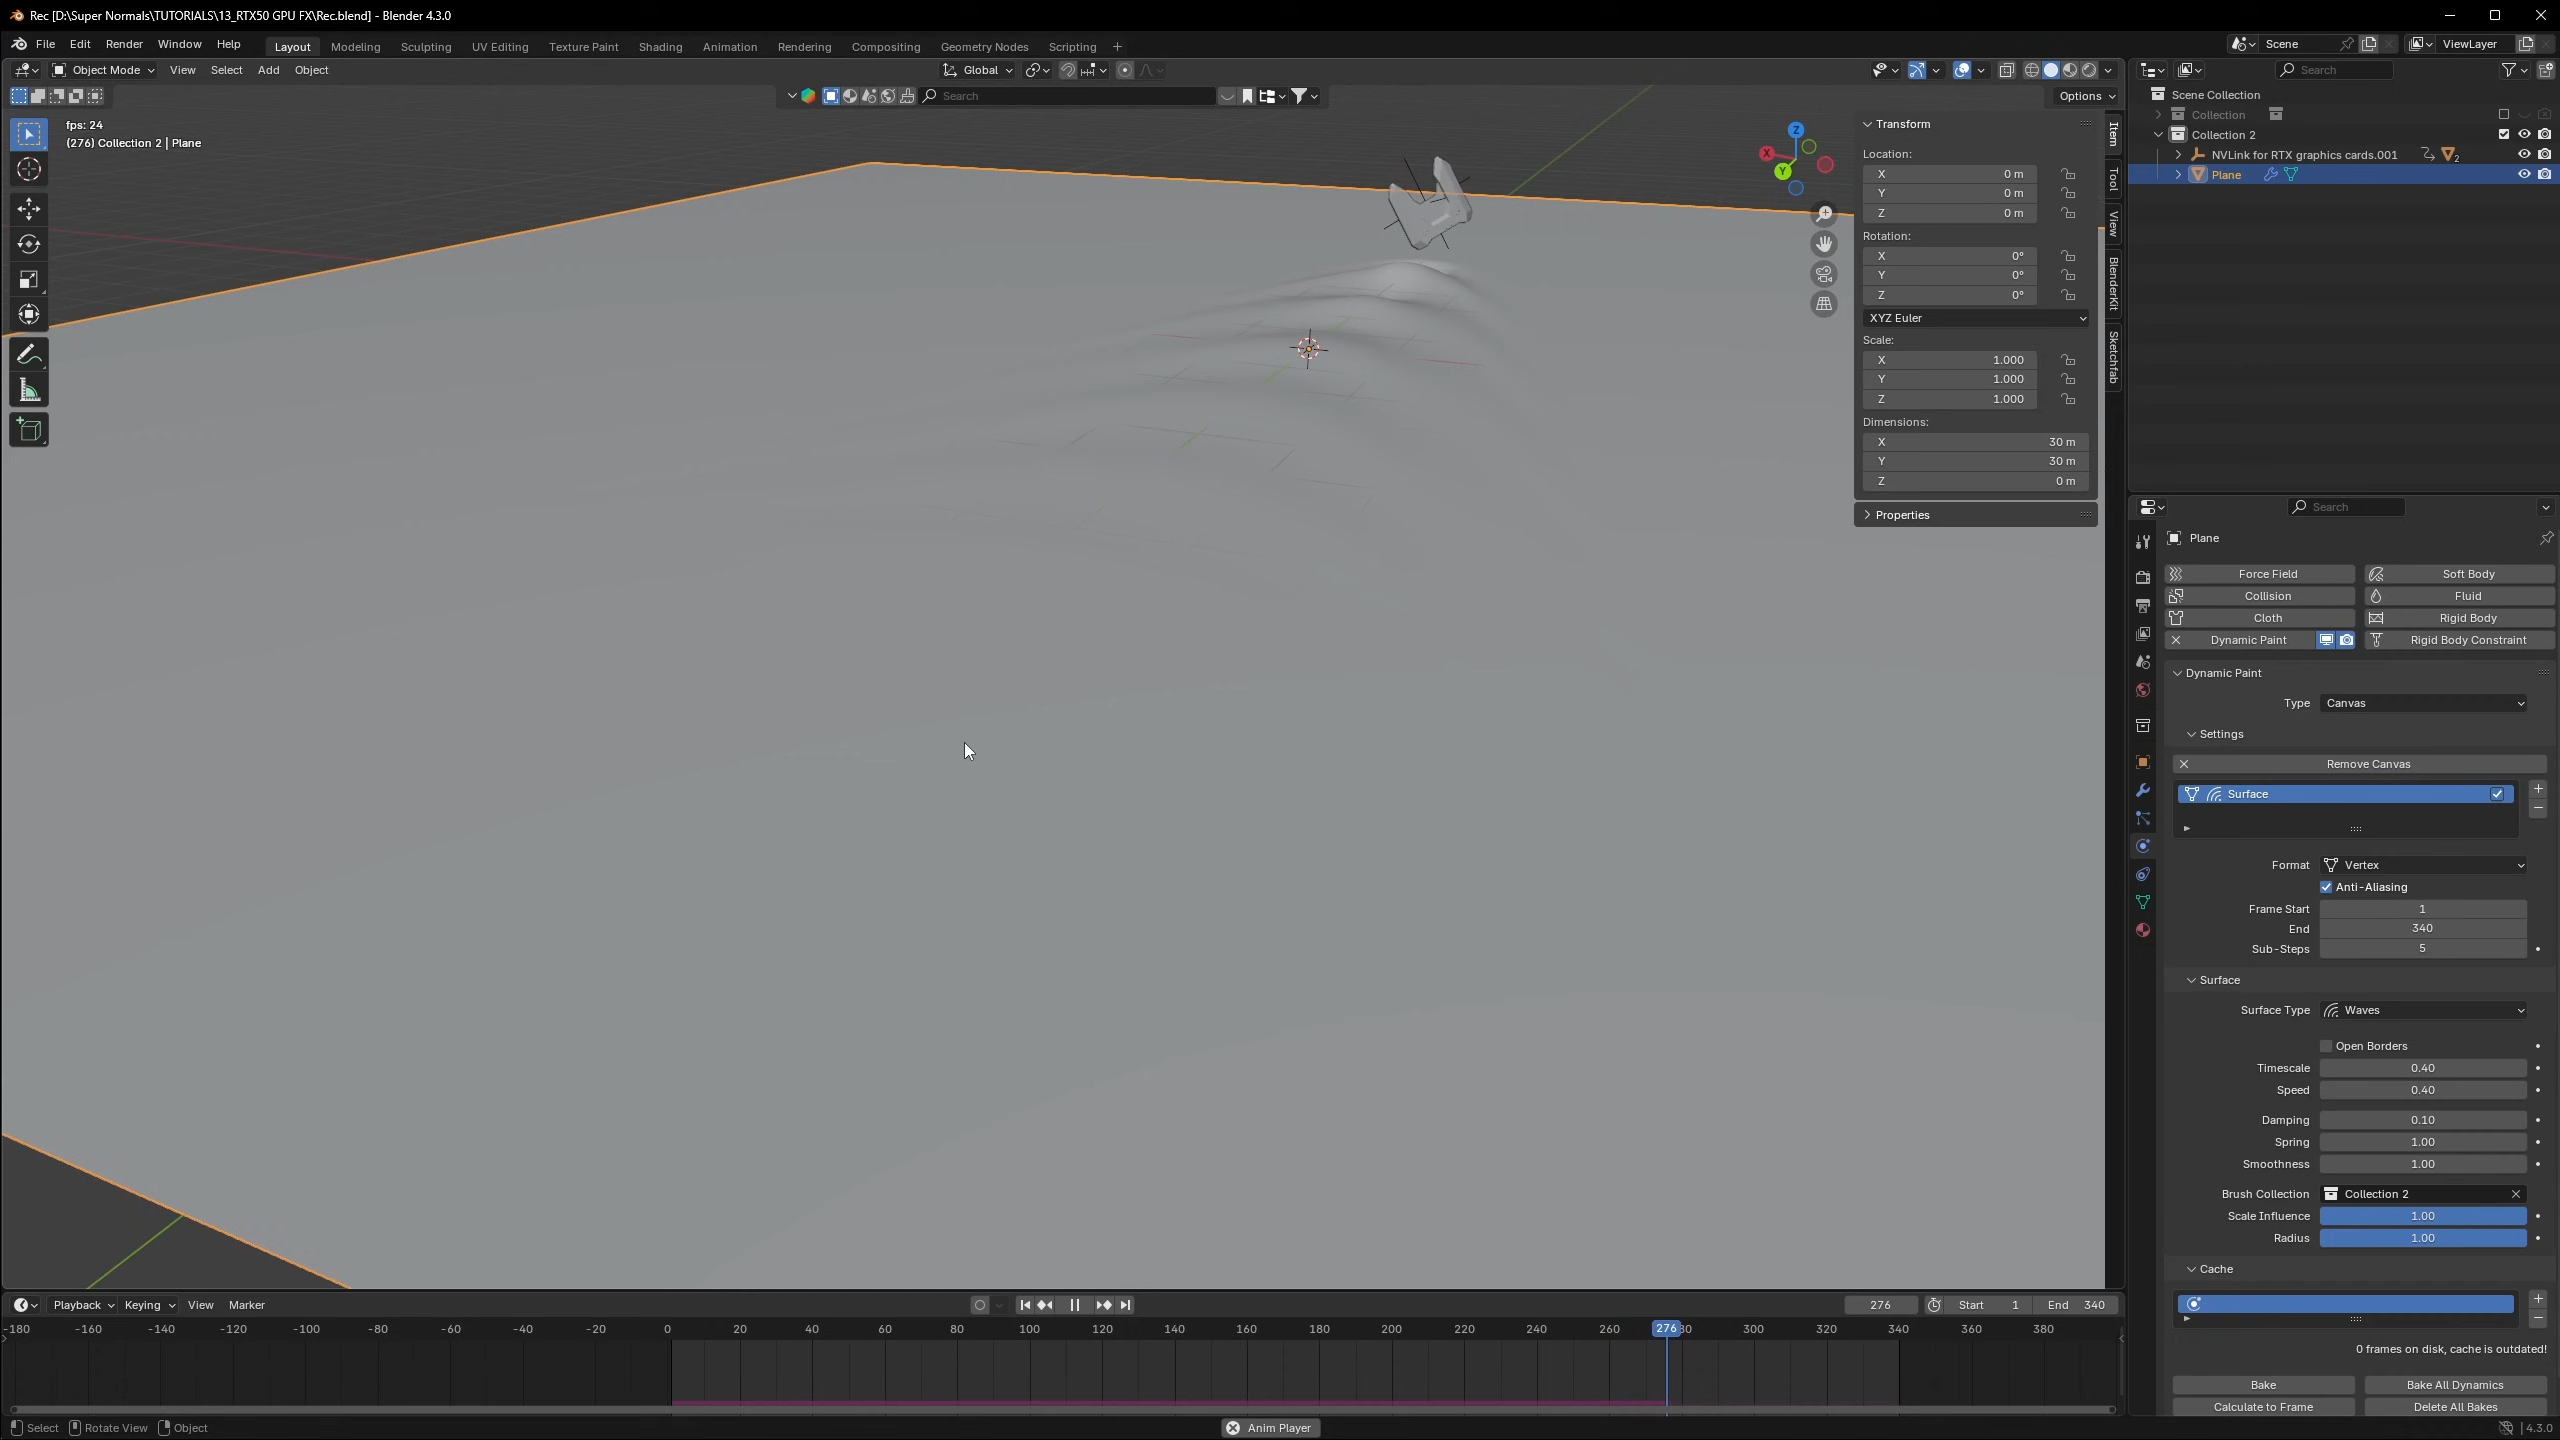 Rec [D:\Super Normals\TUTORIALS\13_RTX50 GPU FX\Rec.blend] - Blender 4.3.0
File Edit Render Window Help Layout Modeling Sculpting UV Editing Texture Paint Shading Animation Rendering Compositing Geometry Nodes Scripting + Scene ViewLayer
Object Mode View Select Add Object Global Search
Search Options
fps: 24
(276) Collection 2 | Plane
Z
X
Y
Transform
Location:
X 0 m
Y 0 m
Z 0 m
Rotation:
X 0°
Y 0°
Z 0°
XYZ Euler
Scale:
X 1.000
Y 1.000
Z 1.000
Dimensions:
X 30 m
Y 30 m
Z 0 m
Properties
Item
Tool
View
BlenderKit
Sketchfab
Scene Collection
Collection
Collection 2
NVLink for RTX graphics cards.001 2
Plane
Search
Plane
Force Field Soft Body
Collision Fluid
Cloth Rigid Body
Dynamic Paint Rigid Body Constraint
Dynamic Paint
Type Canvas
Settings
Remove Canvas
Surface
Format Vertex
Anti-Aliasing
Frame Start 1
End 340
Sub-Steps 5
Surface
Surface Type Waves
Open Borders
Timescale 0.40
Speed 0.40
Damping 0.10
Spring 1.00
Smoothness 1.00
Brush Collection Collection 2
Scale Influence 1.00
Radius 1.00
Cache
0 frames on disk, cache is outdated!
Bake Bake All Dynamics
Calculate to Frame Delete All Bakes
Playback Keying View Marker 276 Start 1 End 340
-180 -160 -140 -120 -100 -80 -60 -40 -20 0 20 40 60 80 100 120 140 160 180 200 220 240 260 276 80 300 320 340 360 380
Select Rotate View Object Anim Player 4.3.0